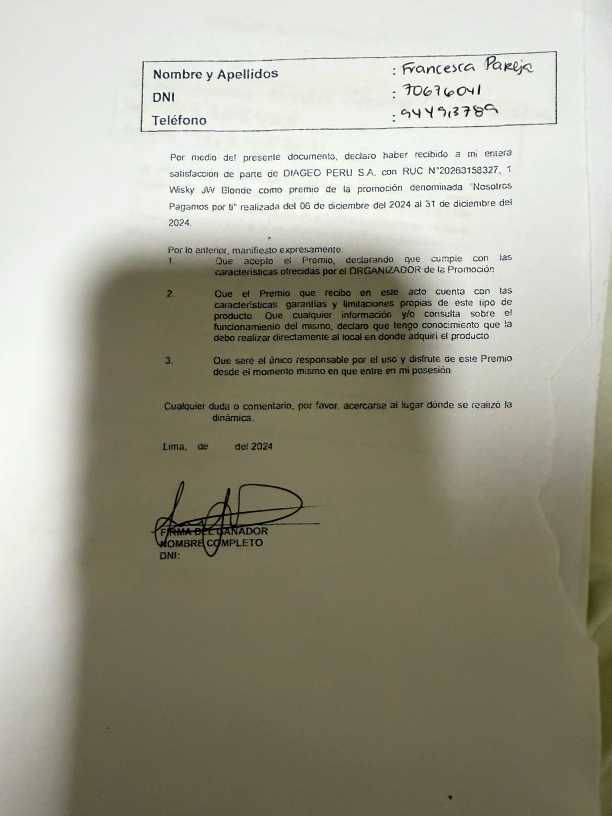 Nombre y Apellidos : Francesca Pareja
DNI : 70676041
Teléfono : 944913789
Por medio del presente documento, declaro haber recibido a mi entera
satisfacción de parte de DIAGEO PERU S.A. con RUC N°20263158327, 1
Wisky JW Blonde como premio de la promoción denominada "Nosotros
Pagamos por ti" realizada del 06 de diciembre del 2024 al 31 de diciembre del
2024.
Por lo anterior, manifiesto expresamente:
1. Que acepto el Premio, declarando que cumple con las
características ofrecidas por el ORGANIZADOR de la Promoción
2. Que el Premio que recibo en este acto cuenta con las
características garantías y limitaciones propias de este tipo de
producto. Que cualquier información y/o consulta sobre el
funcionamiento del mismo, declaro que tengo conocimiento que la
debo realizar directamente al local en donde adquirí el producto
3. Que seré el único responsable por el uso y disfrute de este Premio
desde el momento mismo en que entre en mi posesión
Cualquier duda o comentario, por favor, acercarse al lugar dónde se realizó la
dinámica.
Lima, de del 2024
FIRMA DEL GANADOR
NOMBRE COMPLETO
DNI: